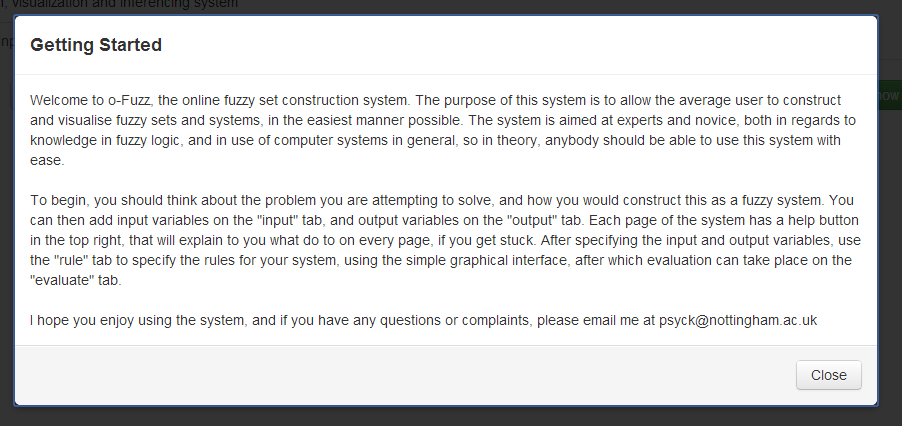 , visualization and inferencing system
Getting Started
Welcome to o-Fuzz, the online fuzzy set construction system. The purpose of this system is to allow the average user to construct
and visualise fuzzy sets and systems, in the easiest manner possible. The system is aimed at experts and novice, both in regards to
knowledge in fuzzy logic, and in use of computer systems in general, so in theory, anybody should be able to use this system with
ease.
To begin, you should think about the problem you are attempting to solve, and how you would construct this as a fuzzy system. You
can then add input variables on the "input" tab, and output variables on the "output" tab. Each page of the system has a help button
in the top right, that will explain to you what do to on every page, if you get stuck. After specifying the input and output variables, use
the "rule" tab to specify the rules for your system, using the simple graphical interface, after which evaluation can take place on the
"evaluate" tab.
I hope you enjoy using the system, and if you have any questions or complaints, please email me at psyck@nottingham.ac.uk
Close